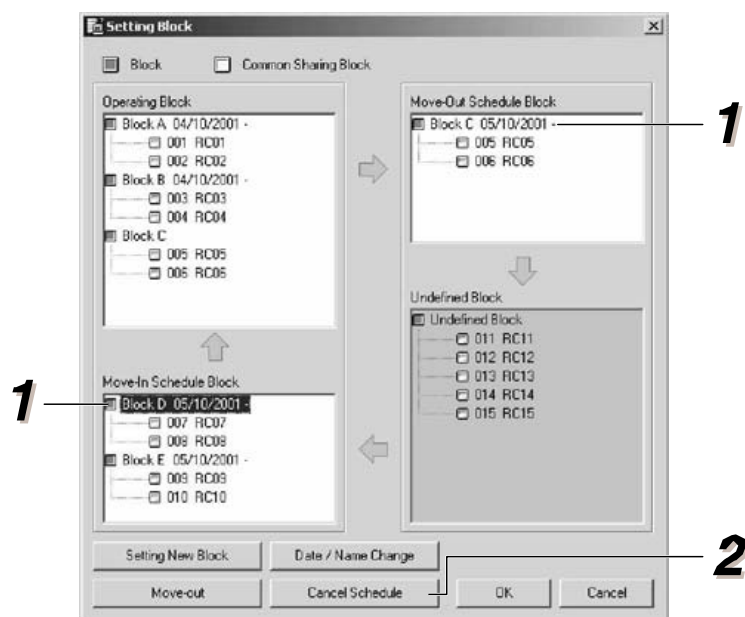 Setting Block
Block
Common Sharing Block
Operating Block
Block A 04/10/2001 -
001 RC01
002 RC02
Block B 04/10/2001 -
003 RC03
004 RC04
Block C
005 RC05
006 RC06
Move-Out Schedule Block
Block C 05/10/2001 -
005 RC05
006 RC06
1
Undefined Block
Undefined Block
011 RC11
012 RC12
013 RC13
014 RC14
015 RC15
Move-In Schedule Block
1
Block D 05/10/2001 -
007 RC07
008 RC08
Block E 05/10/2001 -
009 RC09
010 RC10
Setting New Block
Date / Name Change
2
Move-out
Cancel Schedule
OK
Cancel